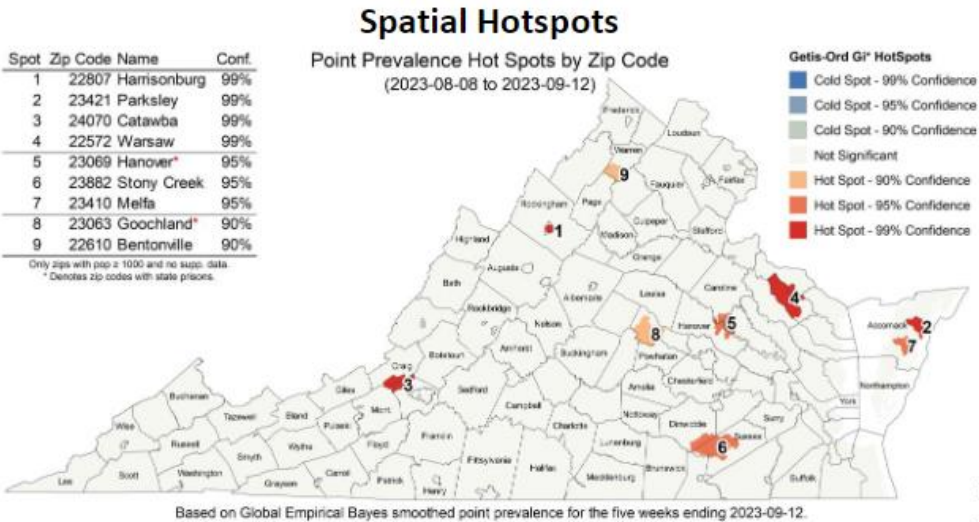 Spatial Hotspots
Spot Zip Code Name Conf.
1 22807 Harrisonburg 99%
2 23421 Parksley 99%
3 24070 Catawba 99%
4 22572 Warsaw 99%
5 23069 Hanover* 95%
6 23882 Stony Creek 95%
7 23410 Melfa 95%
8 23063 Goochland* 90%
9 22610 Bentonville 90%
Only zips with pop ≥ 1000 and no supp. data.
* Denotes zip codes with state prisons.
Point Prevalence Hot Spots by Zip Code
(2023-08-08 to 2023-09-12)
Getis-Ord Gi* HotSpots
Cold Spot - 99% Confidence
Cold Spot - 95% Confidence
Cold Spot - 90% Confidence
Not Significant
Hot Spot - 90% Confidence
Hot Spot - 95% Confidence
Hot Spot - 99% Confidence
Frederick
Loudoun
Warren
9
Fauquier
Fairfax
Rockingham
Page
1
Culpeper
Madison
Stafford
Highland
Orange
Augusta
Bath
Albemarle
Louisa
Caroline
4
Rockbridge
Nelson
8
Hanover
5
Accomack
2
7
Craig
Botetourt
Amherst
Buckingham
Powhatan
3
Giles
Bedford
Amelia
Chesterfield
Northampton
Buchanan
Mont.
Campbell
York
Wise
Tazewell
Bland
Pulaski
Charlotte
Nottoway
Dinwiddie
Surry
Russell
Wythe
Floyd
Franklin
Lunenburg
6
Sussex
Smyth
Pittsylvania
Halifax
Brunswick
Lee
Scott
Washington
Grayson
Carroll
Patrick
Henry
Mecklenburg
Suffolk
Based on Global Empirical Bayes smoothed point prevalence for the five weeks ending 2023-09-12.